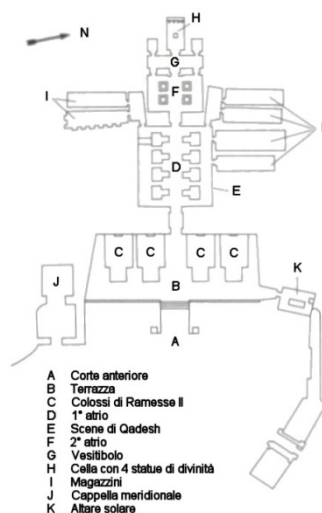 H
N
G
I
F
D
E
C C C C
K
B
J
A
A Corte anteriore
B Terrazza
C Colossi di Ramesse II
D 1° atrio
E Scene di Qadesh
F 2° atrio
G Vesitibolo
H Cella con 4 statue di divinità
I Magazzini
J Cappella meridionale
K Altare solare